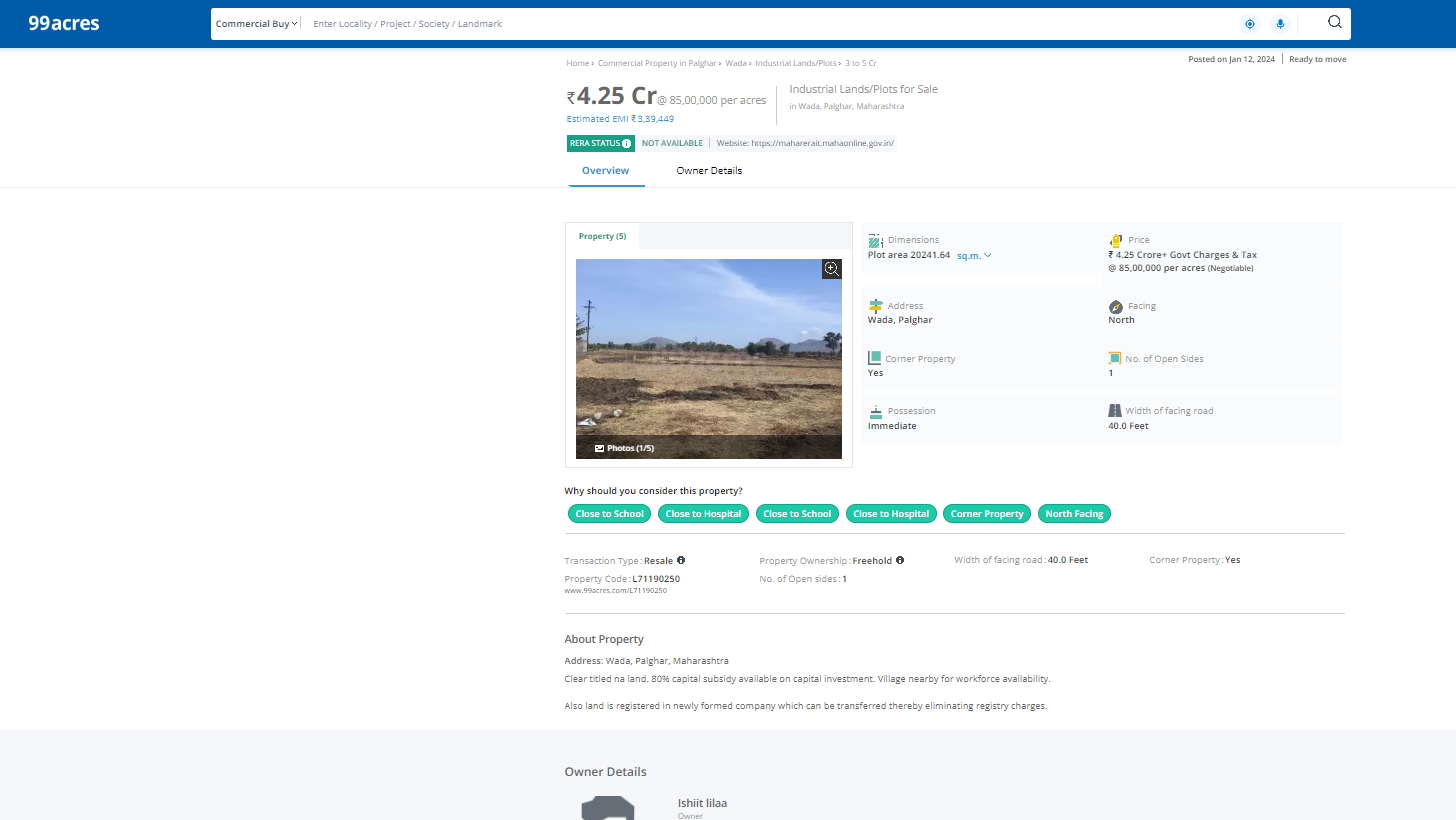 99acres
Commercial Buy
Enter Locality / Project / Society / Landmark
Home › Commercial Property in Palghar › Wada › Industrial Lands/Plots › 3 to 5 Cr
Posted on Jan 12, 2024 | Ready to move
₹4.25 Cr @ 85,00,000 per acres
Estimated EMI ₹ 3,39,449
Industrial Lands/Plots for Sale
in Wada, Palghar, Maharashtra
RERA STATUS NOT AVAILABLE | Website: https://maharerait.mahaonline.gov.in/
Overview
Owner Details
Property (5)
Photos (1/5)
Dimensions
Plot area 20241.64 sq.m.
Price
₹ 4.25 Crore+ Govt Charges & Tax
@ 85,00,000 per acres (Negotiable)
Address
Wada, Palghar
Facing
North
Corner Property
Yes
No. of Open Sides
1
Possession
Immediate
Width of facing road
40.0 Feet
Why should you consider this property?
Close to School
Close to Hospital
Close to School
Close to Hospital
Corner Property
North Facing
Transaction Type : Resale
Property Ownership : Freehold
Width of facing road : 40.0 Feet
Corner Property : Yes
Property Code : L71190250
www.99acres.com/L71190250
No. of Open sides : 1
About Property
Address: Wada, Palghar, Maharashtra
Clear titled na land. 80% capital subsidy available on capital investment. Village nearby for workforce availability.
Also land is registered in newly formed company which can be transferred thereby eliminating registry charges.
Owner Details
Ishiit lilaa
Owner